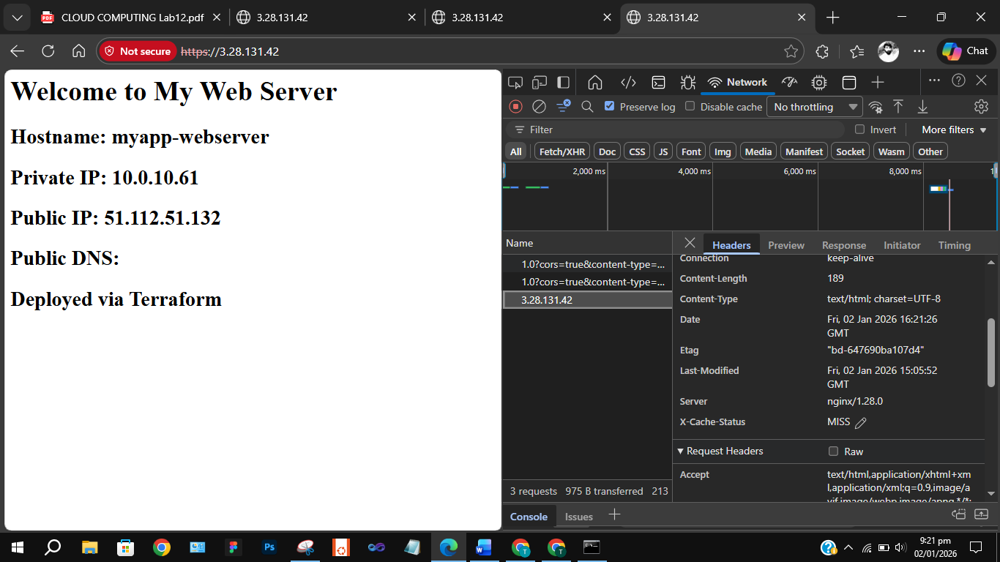 CLOUD COMPUTING Lab12.pdf
3.28.131.42
3.28.131.42
3.28.131.42
Not secure https://3.28.131.42
Chat
Welcome to My Web Server
Hostname: myapp-webserver
Private IP: 10.0.10.61
Public IP: 51.112.51.132
Public DNS:
Deployed via Terraform
Network
Preserve log Disable cache No throttling
Filter Invert More filters
All Fetch/XHR Doc CSS JS Font Img Media Manifest Socket Wasm Other
2,000 ms 4,000 ms 6,000 ms 8,000 ms
Name
1.0?cors=true&content-type=...
1.0?cors=true&content-type=...
3.28.131.42
3 requests 975 B transferred 213
Headers Preview Response Initiator Timing
Connection keep-alive
Content-Length 189
Content-Type text/html; charset=UTF-8
Date Fri, 02 Jan 2026 16:21:26
GMT
Etag "bd-647690ba107d4"
Last-Modified Fri, 02 Jan 2026 15:05:52
GMT
Server nginx/1.28.0
X-Cache-Status MISS
Request Headers Raw
Accept text/html,application/xhtml+xm
l,application/xml;q=0.9,image/a
vif,image/webp,image/apng,*/*;
Console Issues
9:21 pm
02/01/2026